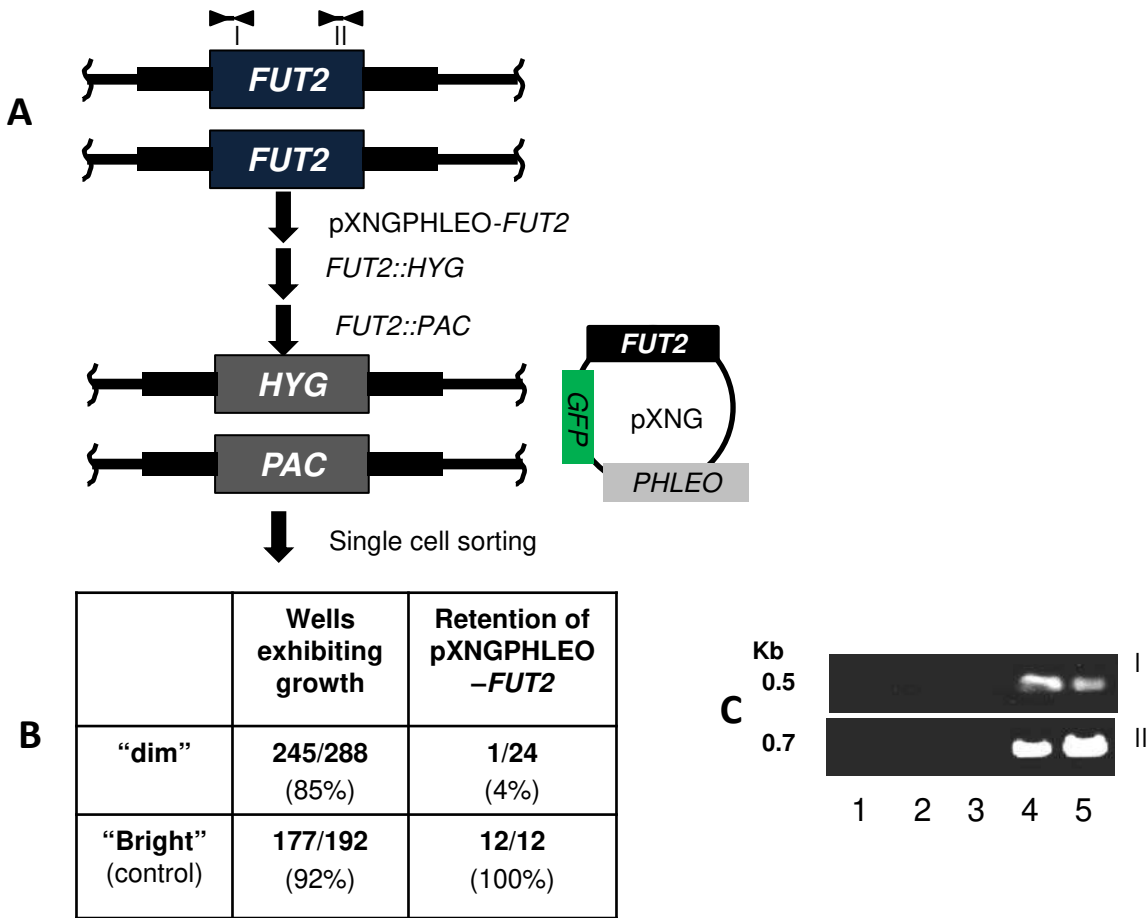 I II
FUT2
A
FUT2
pXNGPHLEO-FUT2
FUT2::HYG
FUT2::PAC
HYG
PAC
FUT2
GFP
pXNG
PHLEO
Single cell sorting
B
Wells
exhibiting
growth
Retention of
pXNGPHLEO
–FUT2
“dim”
245/288
(85%)
1/24
(4%)
“Bright”
(control)
177/192
(92%)
12/12
(100%)
C
Kb
0.5
I
0.7
II
1 2 3 4 5